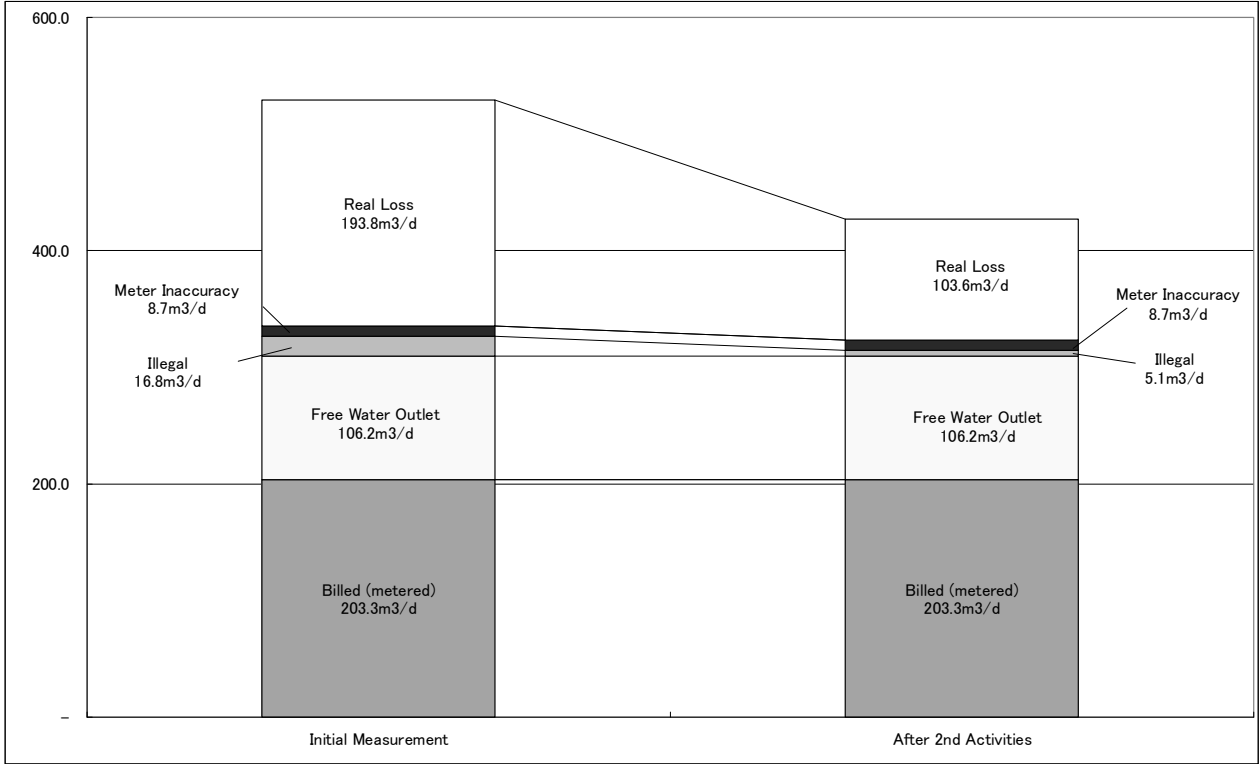 600.0
400.0
200.0
–
Real Loss
193.8m3/d
Meter Inaccuracy
8.7m3/d
Illegal
16.8m3/d
Free Water Outlet
106.2m3/d
Billed (metered)
203.3m3/d
Real Loss
103.6m3/d
Meter Inaccuracy
8.7m3/d
Illegal
5.1m3/d
Free Water Outlet
106.2m3/d
Billed (metered)
203.3m3/d
Initial Measurement
After 2nd Activities